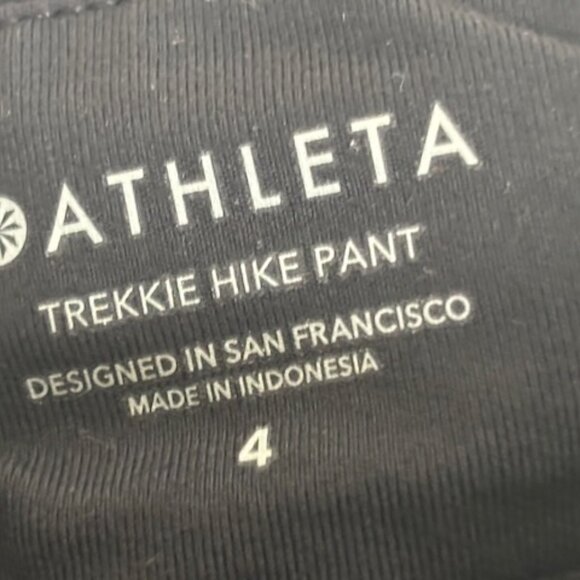 ATHLETA
TREKKIE HIKE PANT
DESIGNED IN SAN FRANCISCO
MADE IN INDONESIA
4